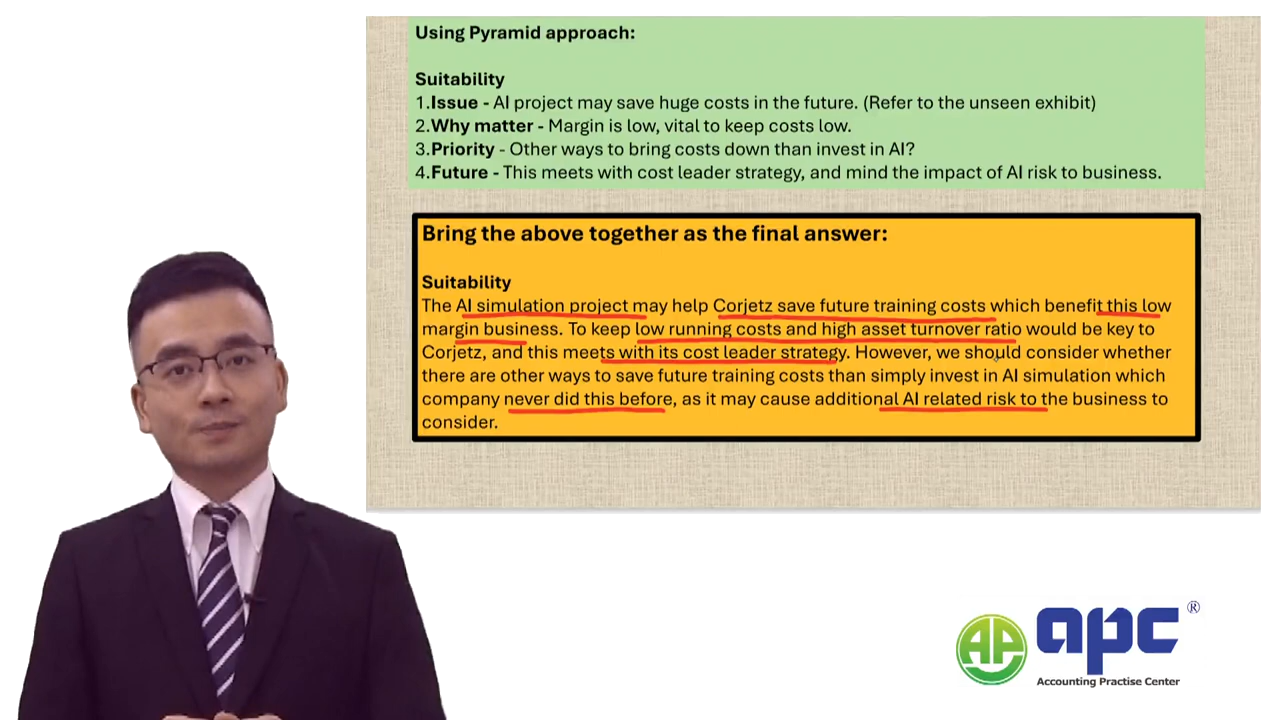 Using Pyramid approach:
Suitability
1.Issue - AI project may save huge costs in the future. (Refer to the unseen exhibit)
2.Why matter - Margin is low, vital to keep costs low.
3.Priority - Other ways to bring costs down than invest in AI?
4.Future - This meets with cost leader strategy, and mind the impact of AI risk to business.
Bring the above together as the final answer:
Suitability
The AI simulation project may help Corjetz save future training costs which benefit this low
margin business. To keep low running costs and high asset turnover ratio would be key to
Corjetz, and this meets with its cost leader strategy. However, we should consider whether
there are other ways to save future training costs than simply invest in AI simulation which
company never did this before, as it may cause additional AI related risk to the business to
consider.
AP
apc®
Accounting Practise Center